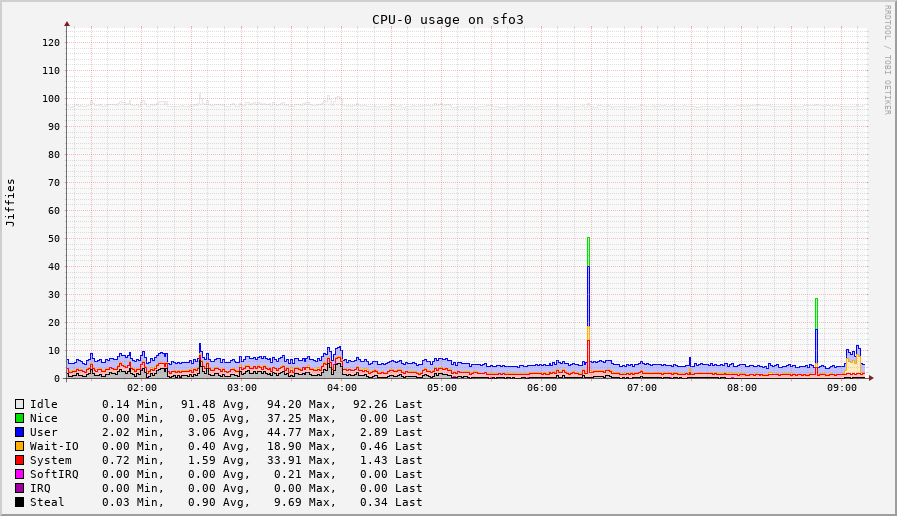 CPU-0 usage on sfo3
RRDTOOL / TOBI OETIKER
Jiffies
120
110
100
90
80
70
60
50
40
30
20
10
0
02:00 03:00 04:00 05:00 06:00 07:00 08:00 09:00
Idle 0.14 Min, 91.48 Avg, 94.20 Max, 92.26 Last
Nice 0.00 Min, 0.05 Avg, 37.25 Max, 0.00 Last
User 2.02 Min, 3.06 Avg, 44.77 Max, 2.89 Last
Wait-IO 0.00 Min, 0.40 Avg, 18.90 Max, 0.46 Last
System 0.72 Min, 1.59 Avg, 33.91 Max, 1.43 Last
SoftIRQ 0.00 Min, 0.00 Avg, 0.21 Max, 0.00 Last
IRQ 0.00 Min, 0.00 Avg, 0.00 Max, 0.00 Last
Steal 0.03 Min, 0.90 Avg, 9.69 Max, 0.34 Last